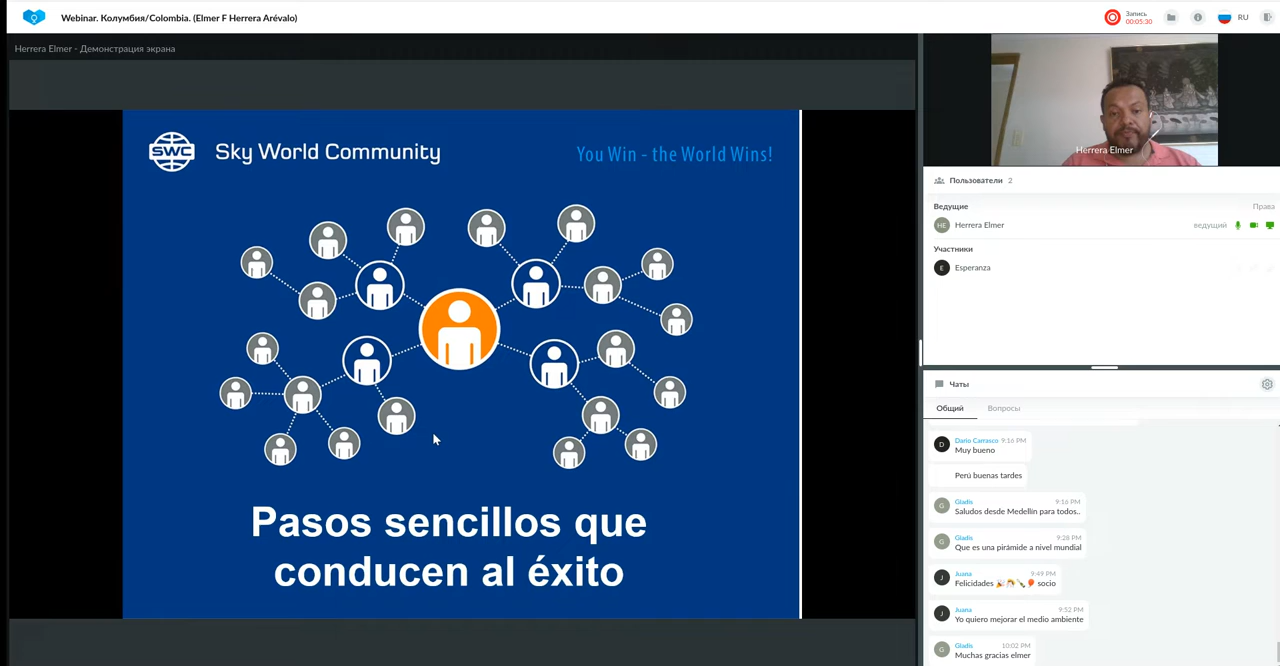 Webinar. Колумбия/Colombia. (Elmer F Herrera Arévalo)
Запись
00:05:30
RU
Herrera Elmer - Демонстрация экрана
SWC
Sky World Community
You Win - the World Wins!
Pasos sencillos que
conducen al éxito
Herrera Elmer
Пользователи 2
Ведущие Права
HE Herrera Elmer ведущий
Участники
E Esperanza
Чаты
Общий Вопросы
D Dario Carrasco 9:16 PM
Muy bueno
Perú buenas tardes
G Gladis 9:16 PM
Saludos desde Medellín para todos..
G Gladis 9:28 PM
Que es una pirámide a nivel mundial
J Juana 9:49 PM
Felicidades 🎉🎊🍾🎈 socio
J Juana 9:52 PM
Yo quiero mejorar el medio ambiente
G Gladis 10:02 PM
Muchas gracias elmer